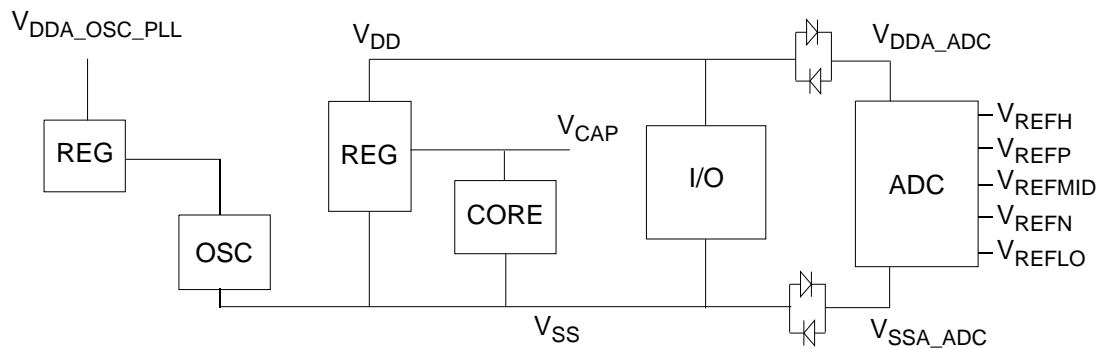 VDDA_OSC_PLL
VDD
VDDA_ADC
REG
REG
VCAP
I/O
ADC
VREFH
VREFP
VREFMID
VREFN
VREFLO
CORE
OSC
VSS
VSSA_ADC